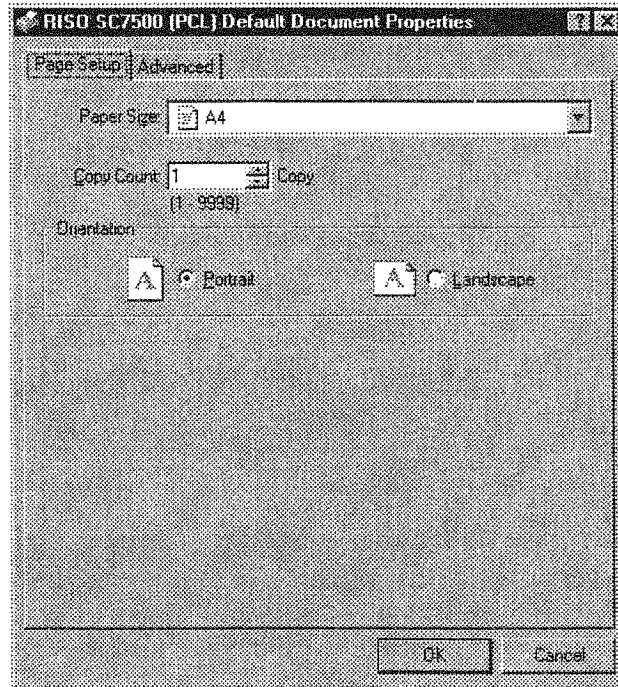 RISO SC7500 (PCL) Default Document Properties
Page Setup Advanced
Paper Size: A4
Copy Count: 1 Copy
(1 - 9999)
Orientation
A Portrait A Landscape
OK Cancel